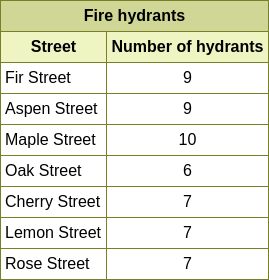 Fire hydrants
Street Number of hydrants
Fir Street 9
Aspen Street 9
Maple Street 10
Oak Street 6
Cherry Street 7
Lemon Street 7
Rose Street 7